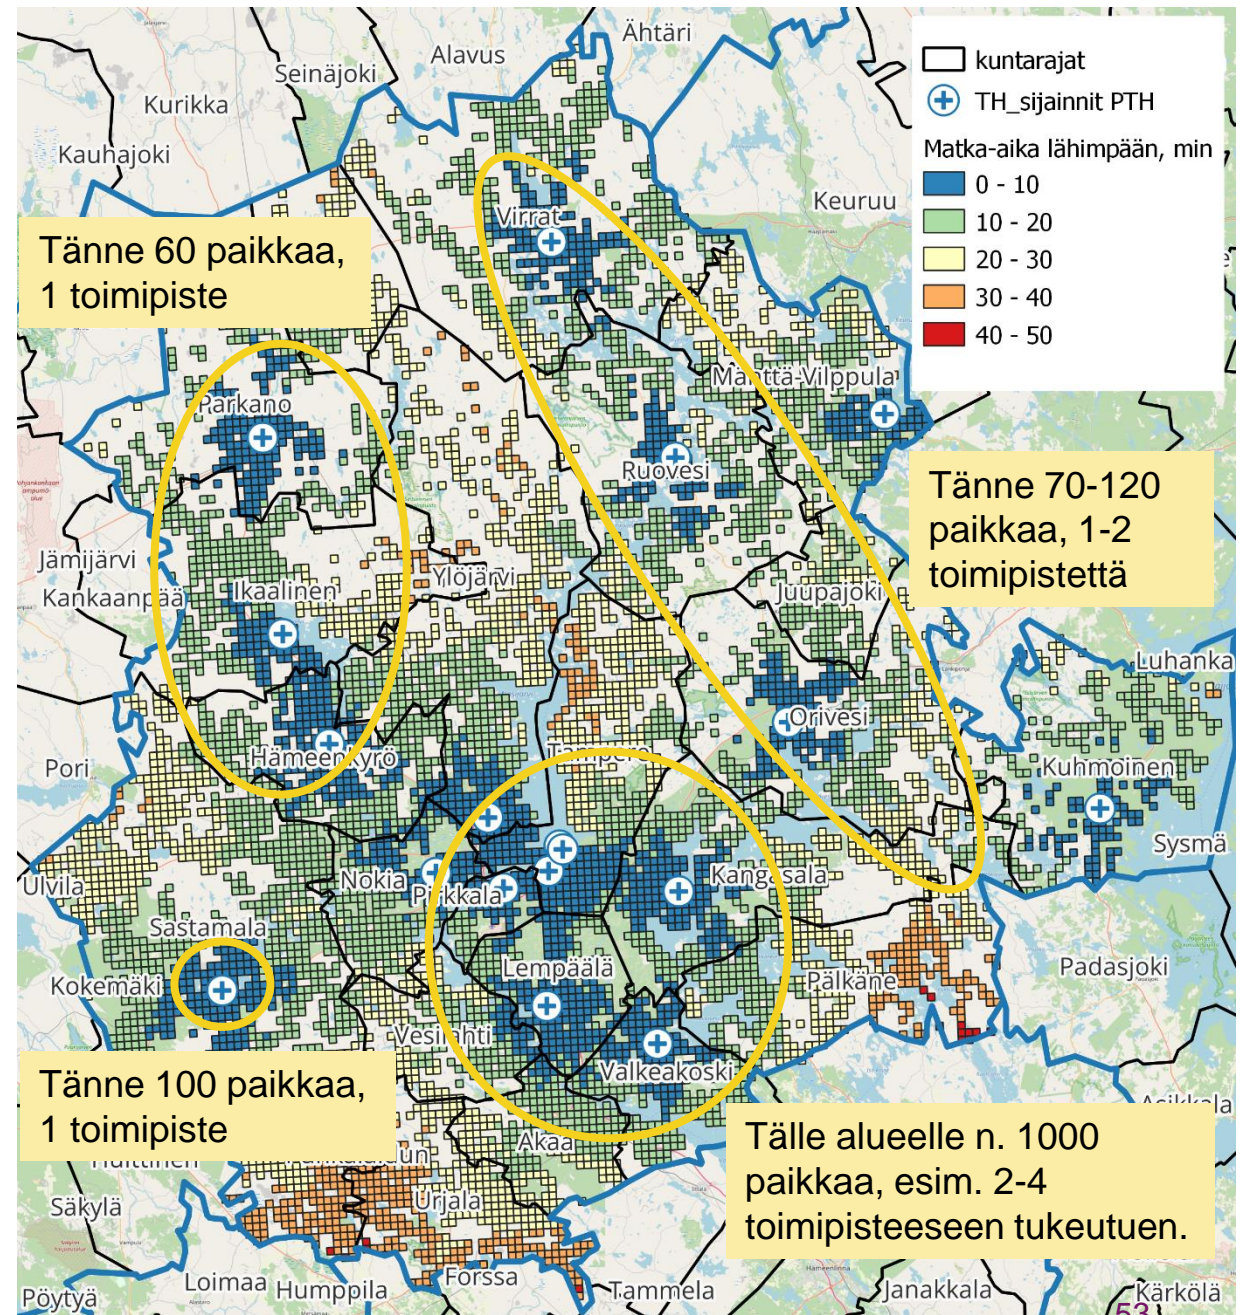 Ähtäri
Alavus
Seinäjoki
Kurikka
Kauhajoki
Keuruu
kuntarajat
TH_sijainnit PTH
Matka-aika lähimpään, min
0 - 10
10 - 20
20 - 30
30 - 40
40 - 50
Tänne 60 paikkaa,
1 toimipiste
Virrat
Mänttä-Vilppula
Parkano
Ruovesi
Tänne 70-120
paikkaa, 1-2
toimipistettä
Jämijärvi
Kankaanpää
Ikaalinen
Ylöjärvi
Juupajoki
Luhanka
Orivesi
Hämeenkyrö
Tampere
Pori
Kuhmoinen
Sysmä
Ulvila
Nokia
Pirkkala
Kangasala
Sastamala
Kokemäki
Lempäälä
Pälkäne
Padasjoki
Vesilahti
Valkeakoski
Tänne 100 paikkaa,
1 toimipiste
Asikkala
Akaa
Tälle alueelle n. 1000
paikkaa, esim. 2-4
toimipisteeseen tukeutuen.
Huittinen
Säkylä
Urjala
Loimaa
Humppila
Forssa
Tammela
Janakkala
Kärkölä
Pöytyä
53